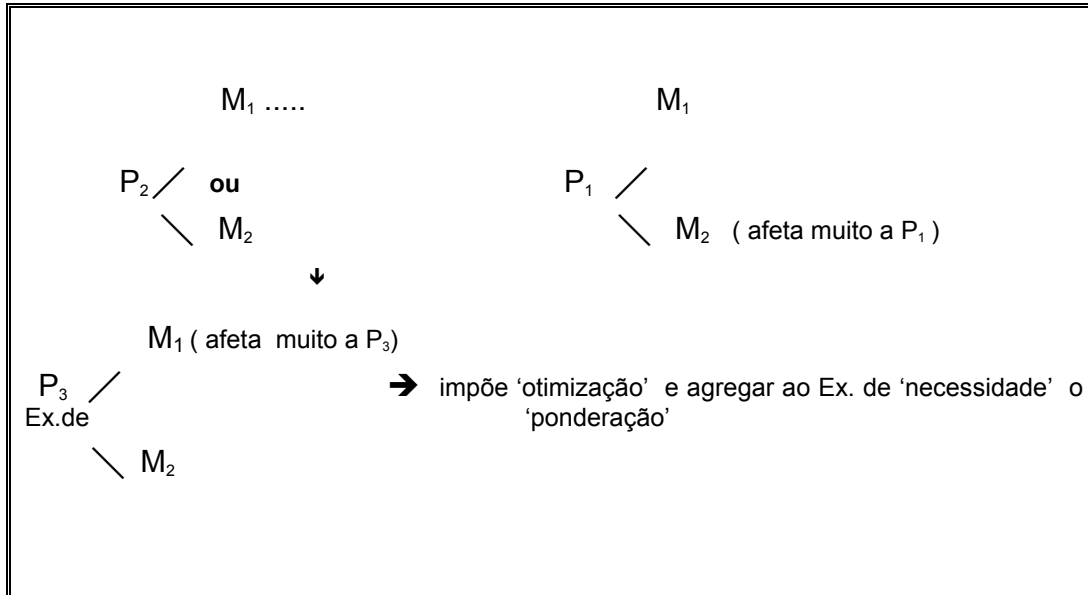 M₁ ..... M₁
P₂ ou P₁
M₂ M₂ ( afeta muito a P₁ )
🡻
M₁ ( afeta muito a P₃)
P₃ ➔ impõe ‘otimização’ e agregar ao Ex. de ‘necessidade’ o
Ex.de ‘ponderação’
M₂